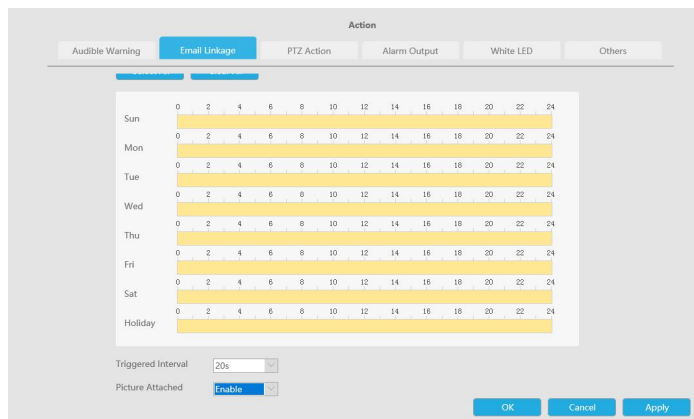 Action
Audible Warning Email Linkage PTZ Action Alarm Output White LED Others
0 2 4 6 8 10 12 14 16 18 20 22 24
Sun
0 2 4 6 8 10 12 14 16 18 20 22 24
Mon
0 2 4 6 8 10 12 14 16 18 20 22 24
Tue
0 2 4 6 8 10 12 14 16 18 20 22 24
Wed
0 2 4 6 8 10 12 14 16 18 20 22 24
Thu
0 2 4 6 8 10 12 14 16 18 20 22 24
Fri
0 2 4 6 8 10 12 14 16 18 20 22 24
Sat
0 2 4 6 8 10 12 14 16 18 20 22 24
Holiday
Triggered Interval 20s
Picture Attached Enable
OK Cancel Apply